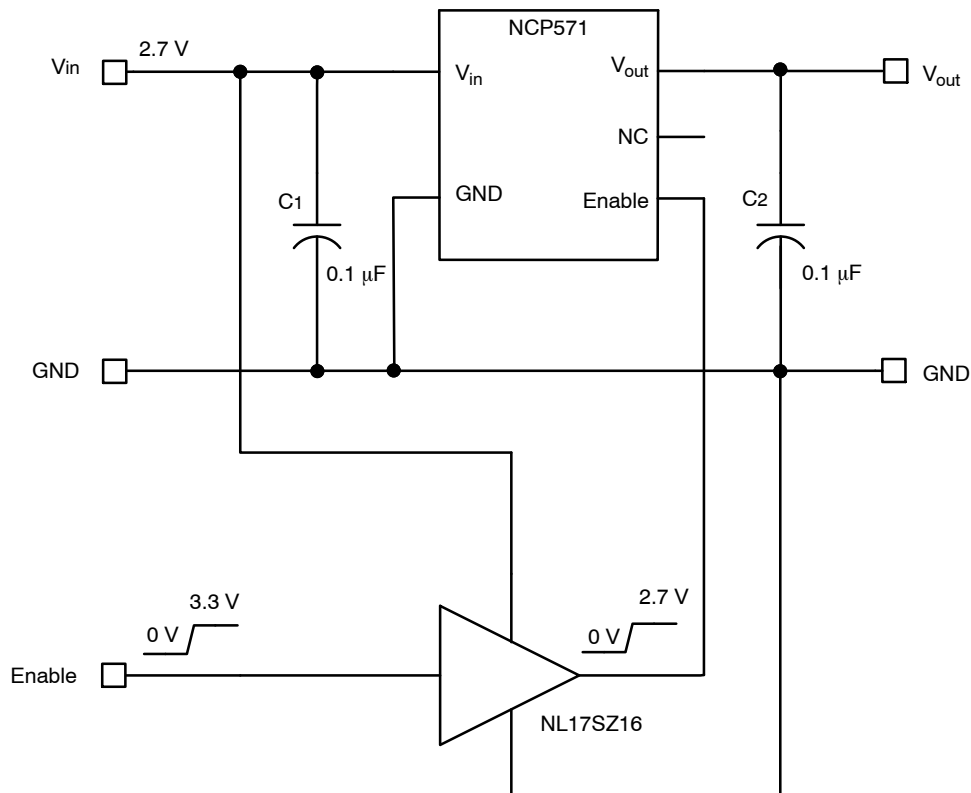 NCP571
2.7 V
Vin
Vin
Vout
Vout
NC
C1
GND
Enable
C2
0.1 μF
0.1 μF
GND
GND
3.3 V
0 V
2.7 V
0 V
Enable
NL17SZ16